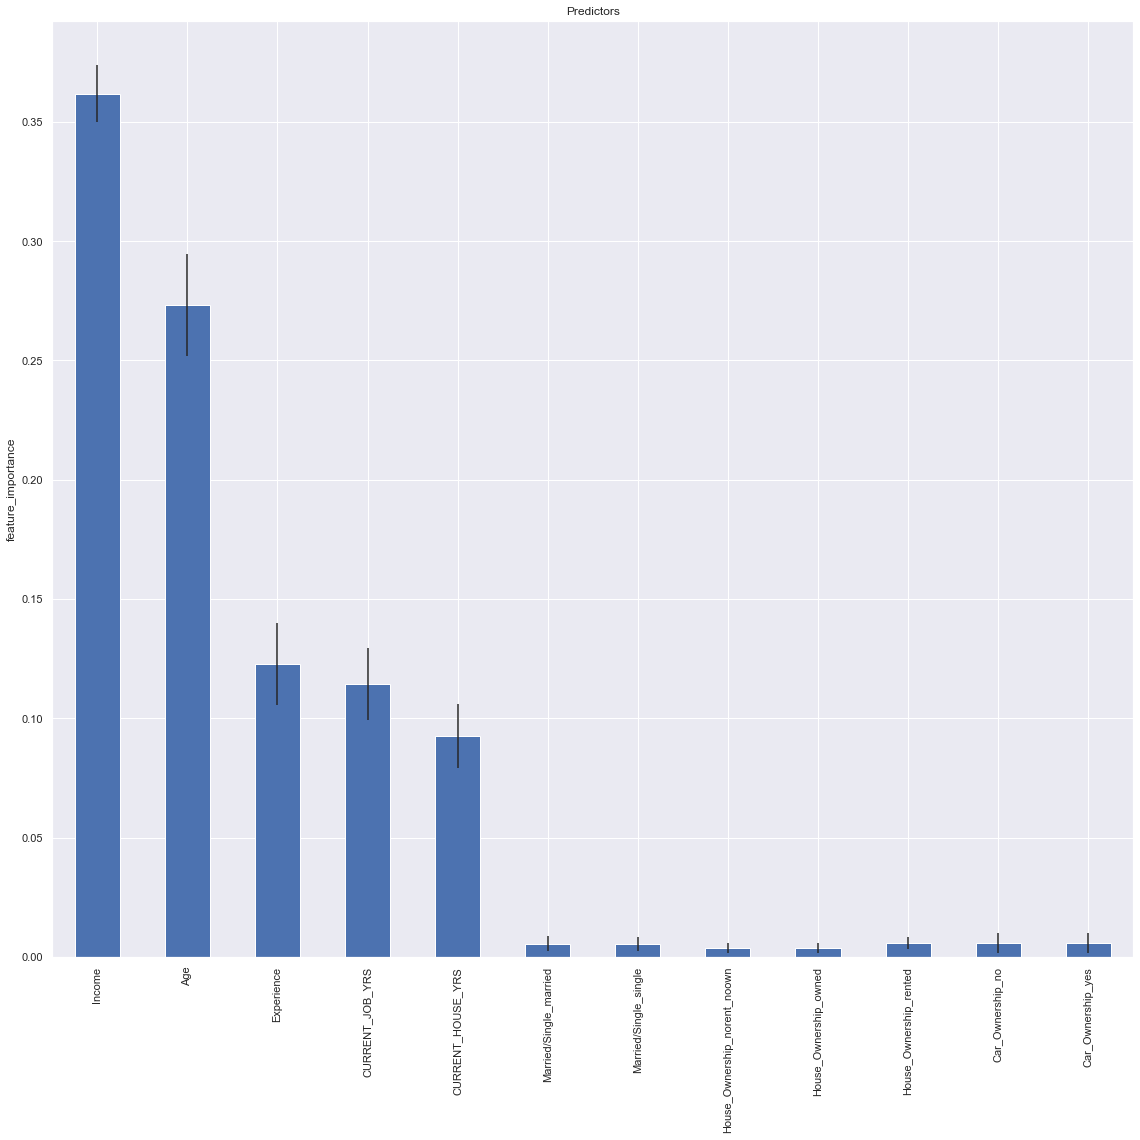 Predictors
feature_importance
0.35
0.30
0.25
0.20
0.15
0.10
0.05
0.00
Income
Age
Experience
CURRENT_JOB_YRS
CURRENT_HOUSE_YRS
Married/Single_married
Married/Single_single
House_Ownership_norent_noown
House_Ownership_owned
House_Ownership_rented
Car_Ownership_no
Car_Ownership_yes